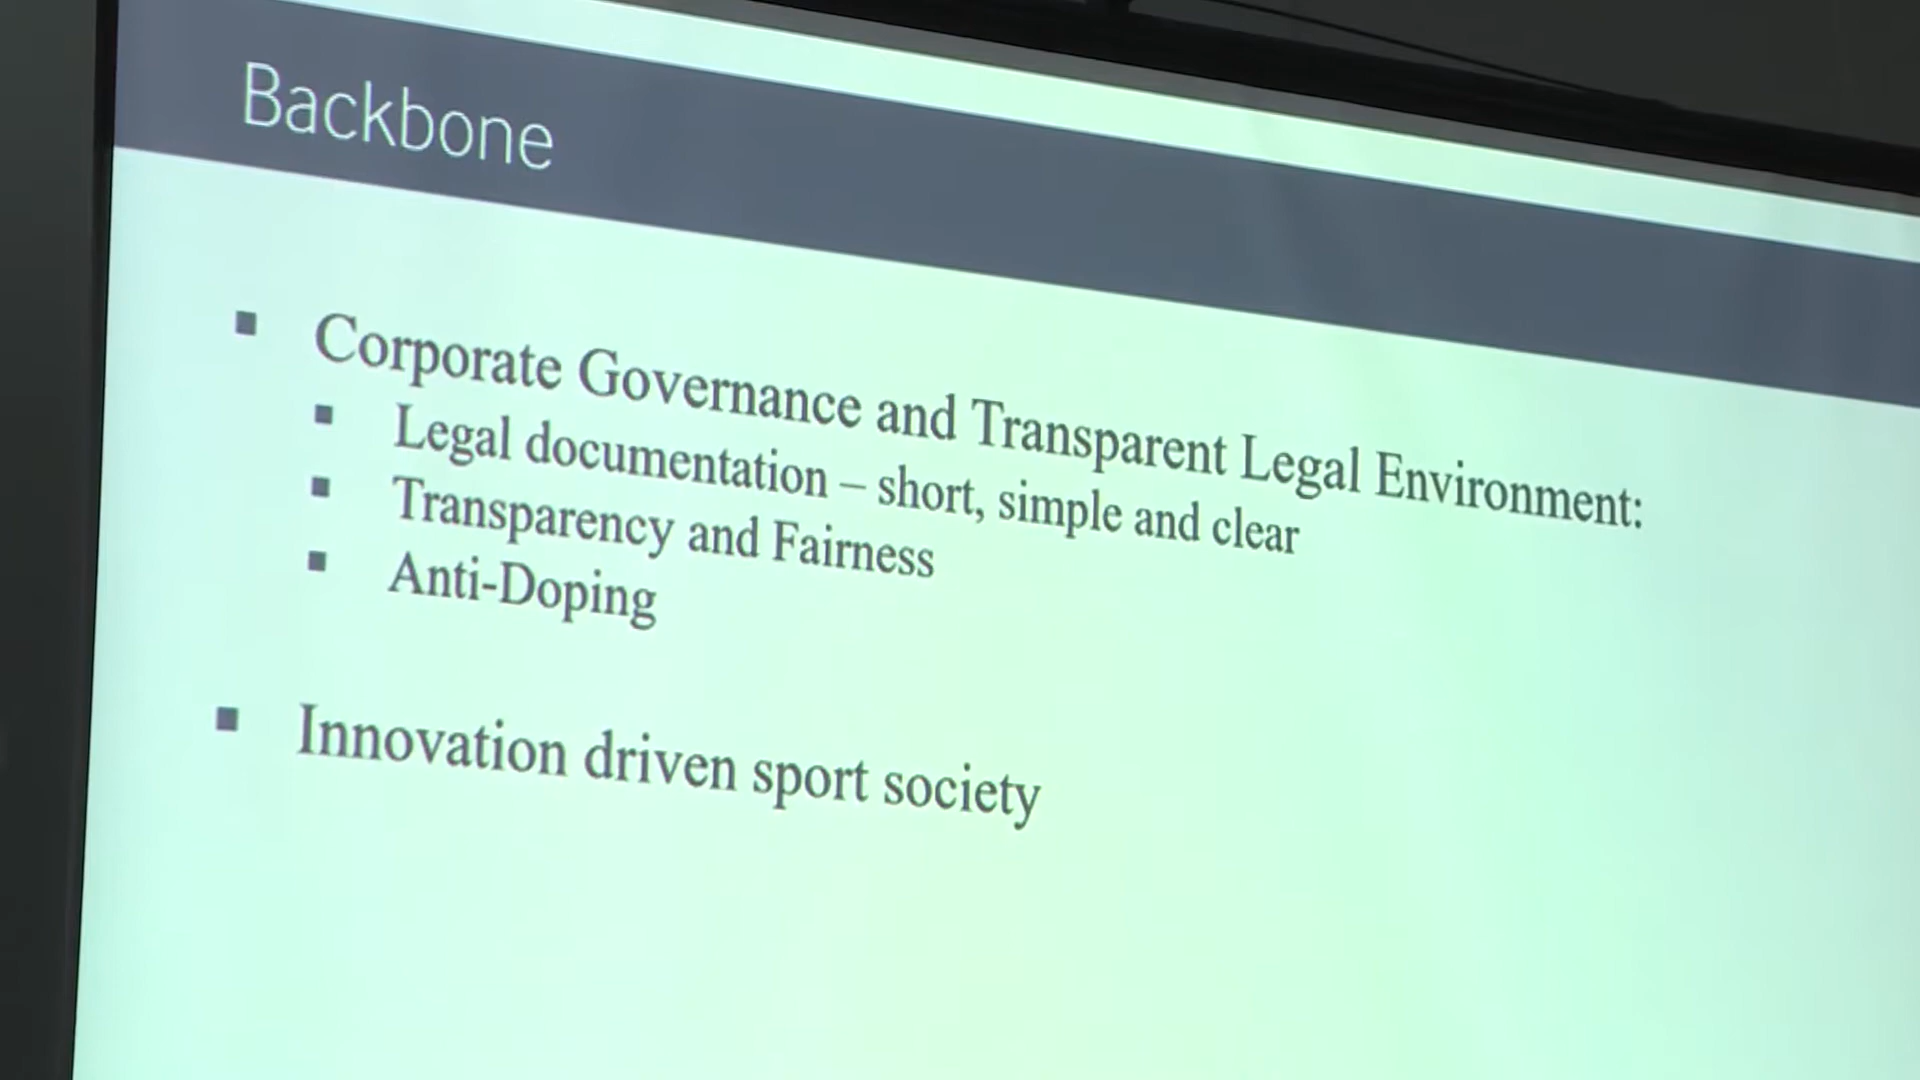 Backbone
Corporate Governance and Transparent Legal Environment:
Legal documentation – short, simple and clear
Transparency and Fairness
Anti-Doping
Innovation driven sport society